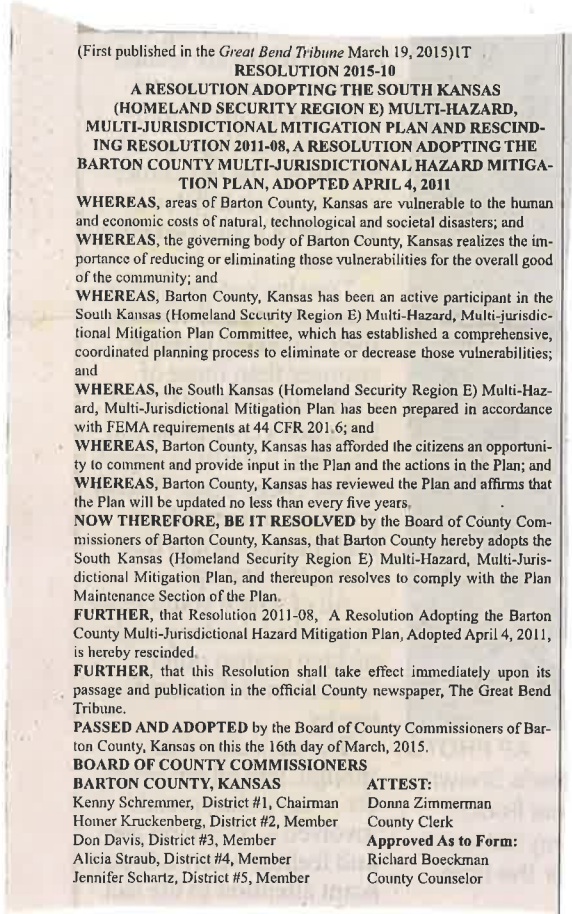 (First published in the Great Bend Tribune March 19, 2015)1T
RESOLUTION 2015-10
A RESOLUTION ADOPTING THE SOUTH KANSAS
(HOMELAND SECURITY REGION E) MULTI-HAZARD,
MULTI-JURISDICTIONAL MITIGATION PLAN AND RESCIND-
ING RESOLUTION 2011-08, A RESOLUTION ADOPTING THE
BARTON COUNTY MULTI-JURISDICTIONAL HAZARD MITIGA-
TION PLAN, ADOPTED APRIL 4, 2011
WHEREAS, areas of Barton County, Kansas are vulnerable to the human
and economic costs of natural, technological and societal disasters; and
WHEREAS, the governing body of Barton County, Kansas realizes the im-
portance of reducing or eliminating those vulnerabilities for the overall good
of the community; and
WHEREAS, Barton County, Kansas has been an active participant in the
South Kansas (Homeland Security Region E) Multi-Hazard, Multi-jurisdic-
tional Mitigation Plan Committee, which has established a comprehensive,
coordinated planning process to eliminate or decrease those vulnerabilities;
and
WHEREAS, the South Kansas (Homeland Security Region E) Multi-Haz-
ard, Multi-Jurisdictional Mitigation Plan has been prepared in accordance
with FEMA requirements at 44 CFR 201.6; and
WHEREAS, Barton County, Kansas has afforded the citizens an opportuni-
ty to comment and provide input in the Plan and the actions in the Plan; and
WHEREAS, Barton County, Kansas has reviewed the Plan and affirms that
the Plan will be updated no less than every five years.
NOW THEREFORE, BE IT RESOLVED by the Board of County Com-
missioners of Barton County, Kansas, that Barton County hereby adopts the
South Kansas (Homeland Security Region E) Multi-Hazard, Multi-Juris-
dictional Mitigation Plan, and thereupon resolves to comply with the Plan
Maintenance Section of the Plan.
FURTHER, that Resolution 2011-08, A Resolution Adopting the Barton
County Multi-Jurisdictional Hazard Mitigation Plan, Adopted April 4, 2011,
is hereby rescinded.
FURTHER, that this Resolution shall take effect immediately upon its
passage and publication in the official County newspaper, The Great Bend
Tribune.
PASSED AND ADOPTED by the Board of County Commissioners of Bar-
ton County, Kansas on this the 16th day of March, 2015.
BOARD OF COUNTY COMMISSIONERS
BARTON COUNTY, KANSAS ATTEST:
Kenny Schremmer, District #1, Chairman Donna Zimmerman
Homer Kruckenberg, District #2, Member County Clerk
Don Davis, District #3, Member Approved As to Form:
Alicia Straub, District #4, Member Richard Boeckman
Jennifer Schartz, District #5, Member County Counselor